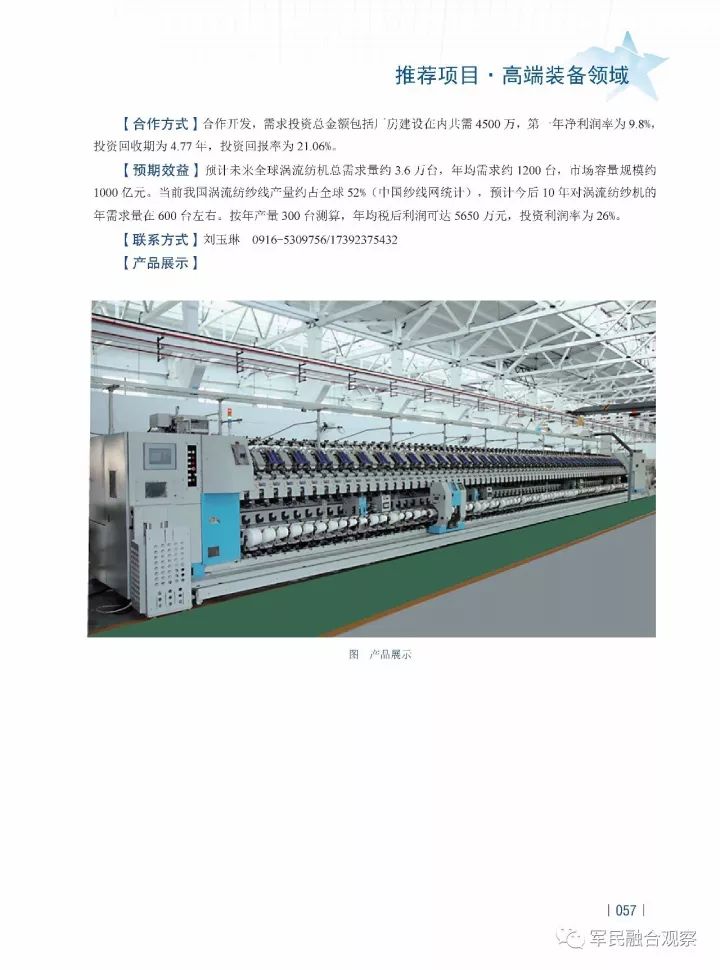 推荐项目·高端装备领域
【合作方式】合作开发，需求投资总金额包括厂房建设在内共需 4500 万，第一年净利润率为 9.8%，
投资回收期为 4.77 年，投资回报率为 21.06%。
【预期效益】预计未来全球涡流纺机总需求量约 3.6 万台，年均需求约 1200 台，市场容量规模约
1000 亿元。当前我国涡流纺纱线产量约占全球 52%（中国纱线网统计），预计今后 10 年对涡流纺纱机的
年需求量在 600 台左右。按年产量 300 台测算，年均税后利润可达 5650 万元，投资利润率为 26%。
【联系方式】刘玉琳 0916-5309756/17392375432
【产品展示】
图 产品展示
| 057 |
军民融合观察